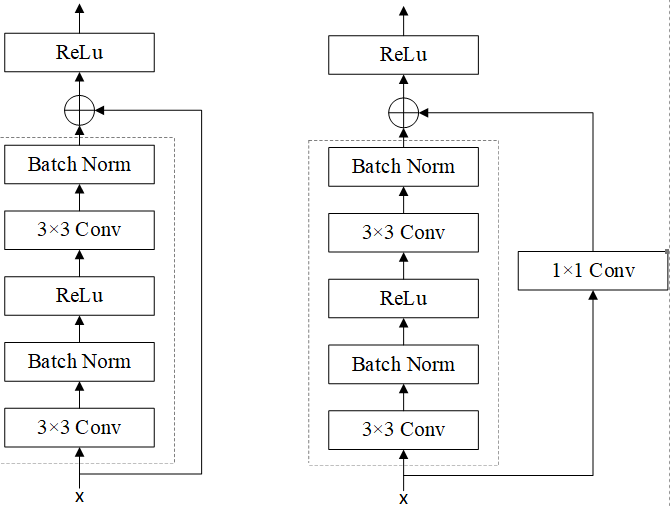 ReLu
Batch Norm
3×3 Conv
ReLu
Batch Norm
3×3 Conv
x
ReLu
Batch Norm
3×3 Conv
ReLu
Batch Norm
3×3 Conv
x
1×1 Conv